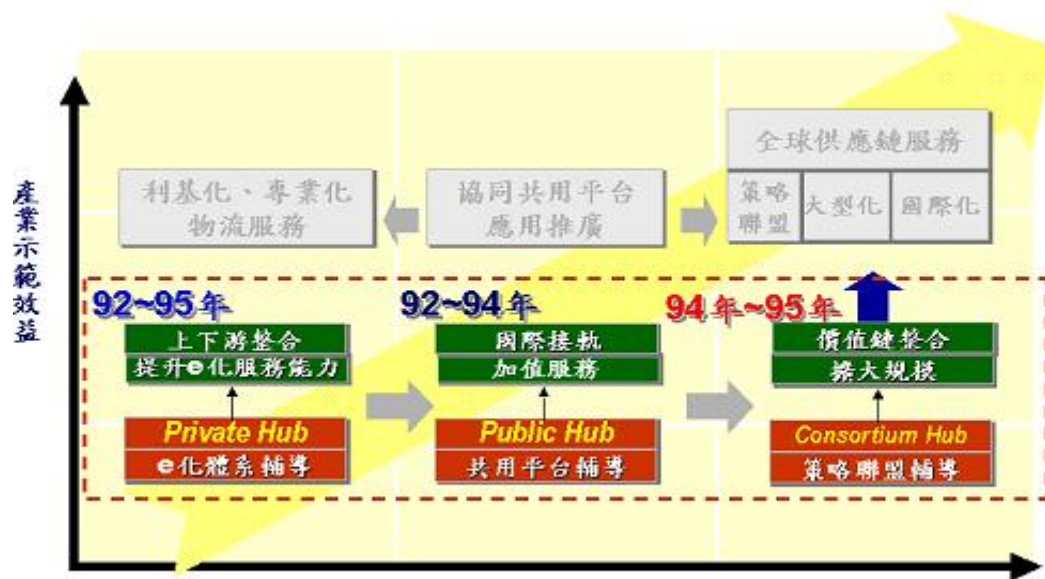 產業示範效益
全球供應鏈服務
策略
聯盟
大型化
國際化
利基化、專業化
物流服務
協同共用平台
應用推廣
92~95年
92~94年
94年~95年
上下游整合
提升e化服務能力
國際接軌
加值服務
價值鏈整合
擴大規模
Private Hub
e化體系輔導
Public Hub
共用平台輔導
Consortium Hub
策略聯盟輔導